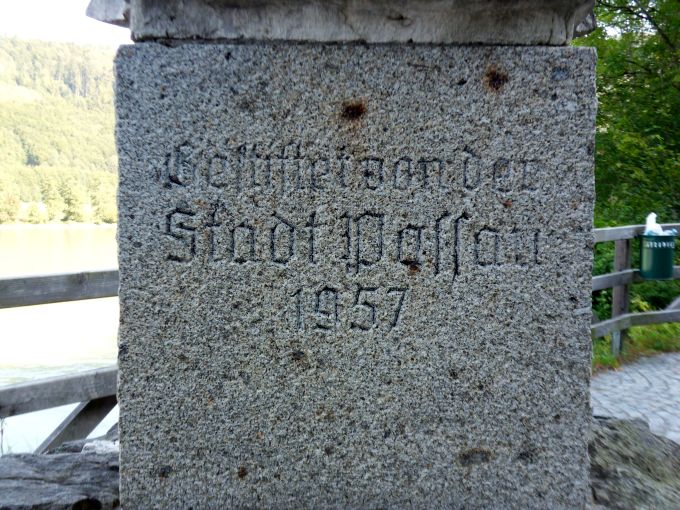 Gestiftet von der
Stadt Passau
1957